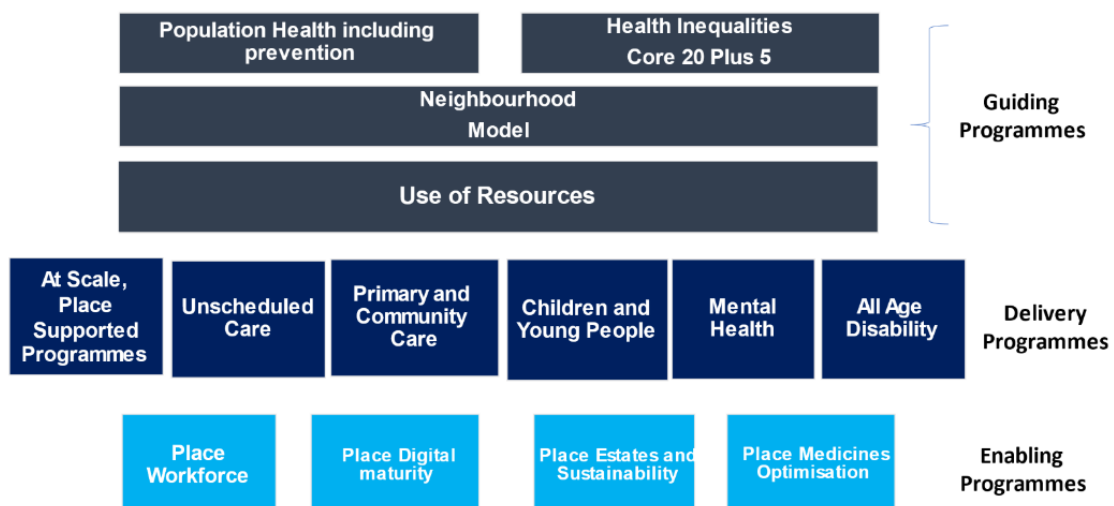 Population Health including
prevention
Health Inequalities
Core 20 Plus 5
Neighbourhood
Model
Use of Resources
Guiding
Programmes
At Scale,
Place
Supported
Programmes
Unscheduled
Care
Primary and
Community
Care
Children and
Young People
Mental
Health
All Age
Disability
Delivery
Programmes
Place
Workforce
Place Digital
maturity
Place Estates and
Sustainability
Place Medicines
Optimisation
Enabling
Programmes